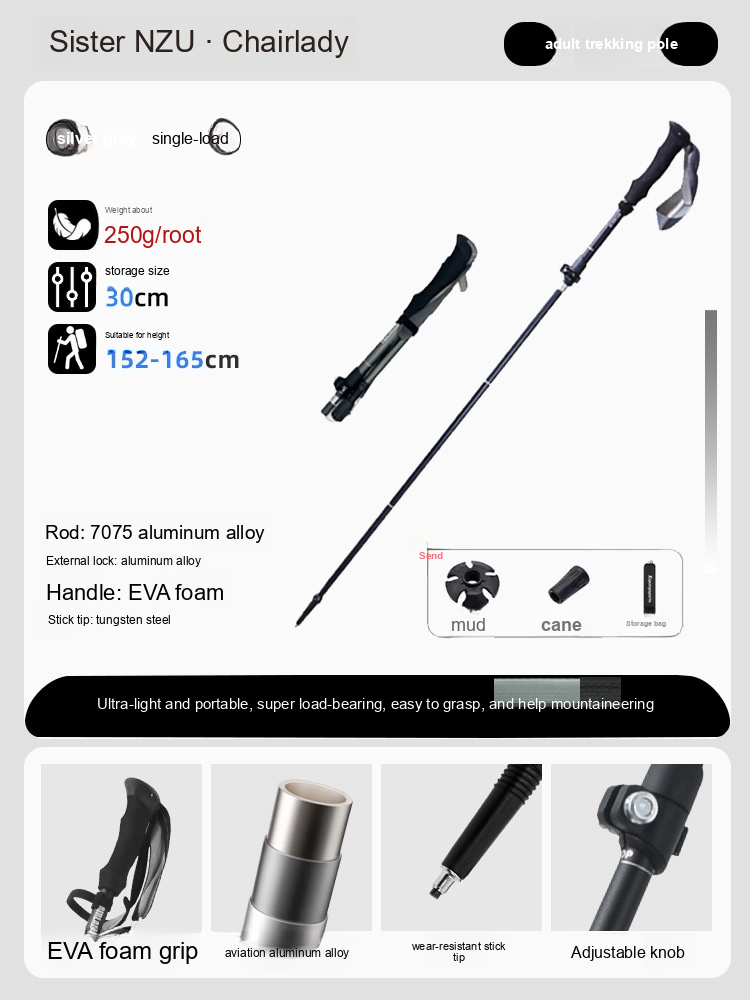 Sister NZU · Chairlady
adult trekking pole
silver gray single-load
Weight about
250g/root
storage size
30cm
Suitable for height
152-165cm
Rod: 7075 aluminum alloy
External lock: aluminum alloy
Handle: EVA foam
Stick tip: tungsten steel
Send
mud
cane
Storage bag
Ultra-light and portable, super load-bearing, easy to grasp, and help mountaineering
EVA foam grip
aviation aluminum alloy
wear-resistant stick
tip
Adjustable knob